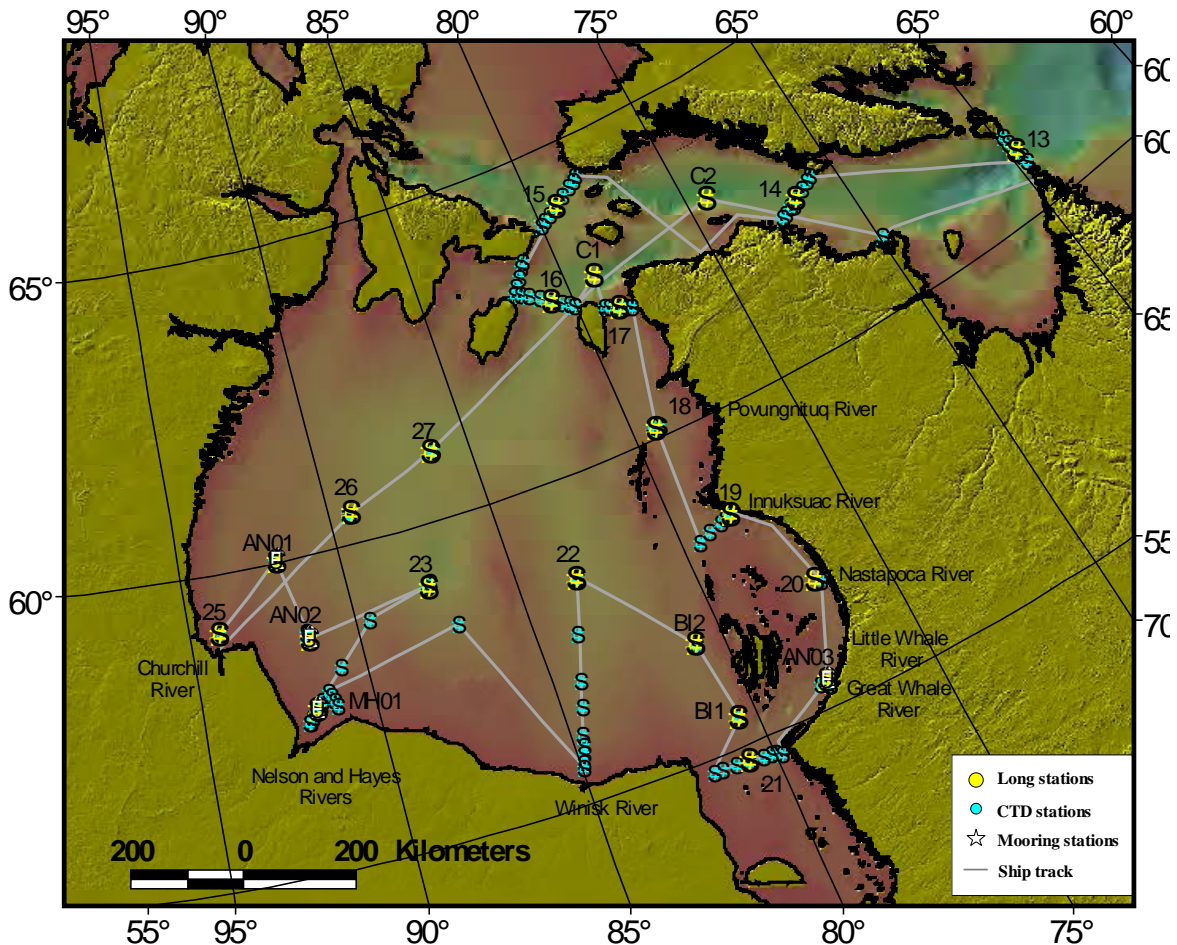 95° 90° 85° 80° 75° 65° 65° 60°
60
60
13
C2
15
14
C1
65°
16
65
17
18
Povungnituq River
27
19
Innuksuac River
26
55
AN01
23
22
20
Nastapoca River
60°
25
AN02
BI2
70
Little Whale
River
AN03
Churchill
River
Great Whale
River
MH01
BI1
Nelson and Hayes
Rivers
21
Winisk River
Long stations
CTD stations
Mooring stations
Ship track
200 0 200 Kilometers
55° 95° 90° 85° 80° 75°